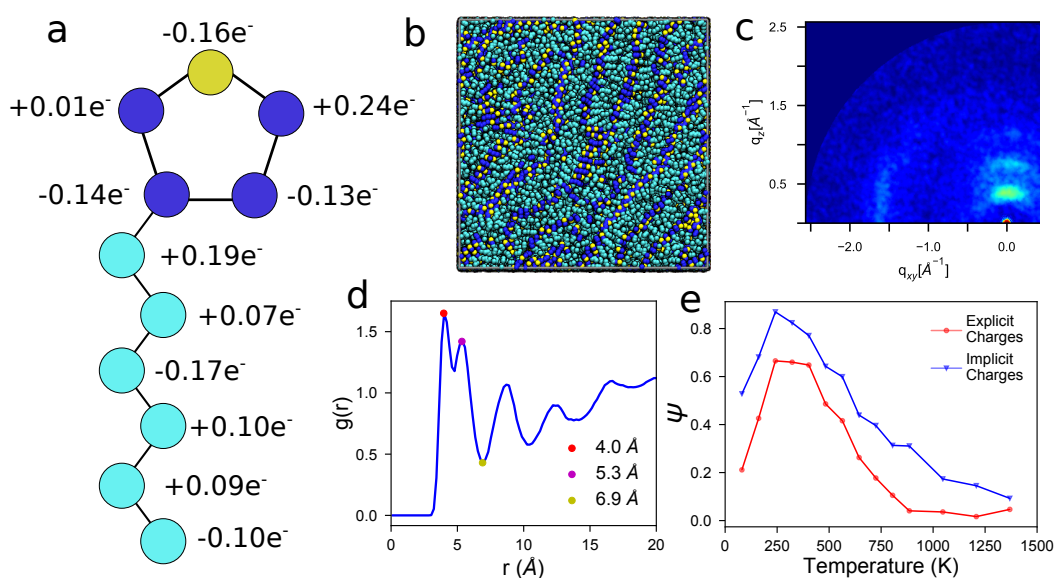 a
-0.16e⁻
+0.01e⁻
+0.24e⁻
-0.14e⁻
-0.13e⁻
+0.19e⁻
+0.07e⁻
-0.17e⁻
+0.10e⁻
+0.09e⁻
-0.10e⁻
b
c
q_z[Å⁻¹]
2.5
1.5
0.5
−2.0
−1.0
0.0
q_xy[Å⁻¹]
d
g(r)
1.5
1.0
0.5
0.0
4.0 Å
5.3 Å
6.9 Å
0
5
10
15
20
r (Å)
e
ψ
0.8
0.6
0.4
0.2
0.0
Explicit
Charges
Implicit
Charges
0
250
500
750
1000
1250
1500
Temperature (K)